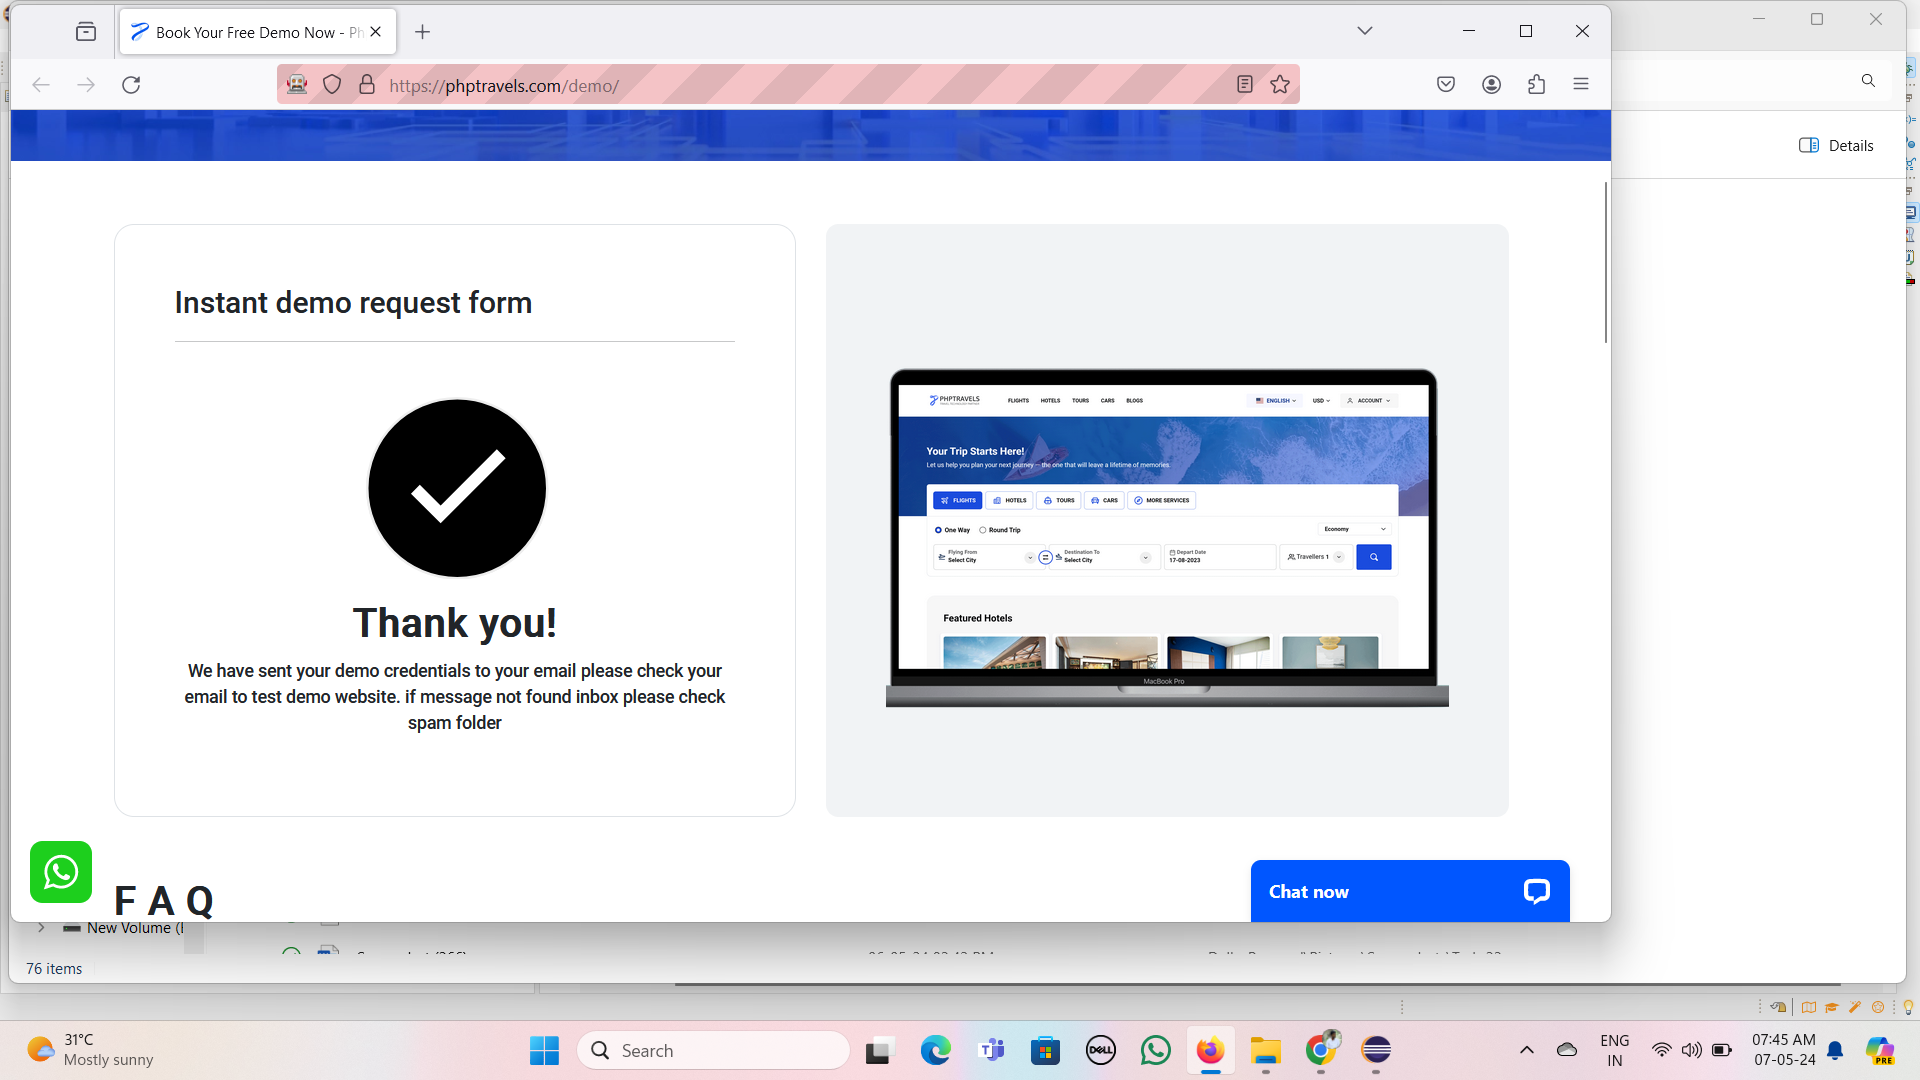 Book Your Free Demo Now - Ph
https://phptravels.com/demo/
Details
Instant demo request form
Thank you!
We have sent your demo credentials to your email please check your
email to test demo website. if message not found inbox please check
spam folder
PHPTRAVELS
FLIGHTS HOTELS TOURS CARS BLOGS
ENGLISH USD ACCOUNT
Your Trip Starts Here!
Let us help you plan your next journey — the one that will leave a lifetime of memories.
FLIGHTS HOTELS TOURS CARS MORE SERVICES
One Way Round Trip Economy
Flying From Destination To Depart Date
Select City Select City 17-08-2023
Travellers 1
Featured Hotels
MacBook Pro
F A Q
Chat now
New Volume (
76 items
31°C
Mostly sunny
Search
DELL
PRE
ENG
IN
07:45 AM
07-05-24